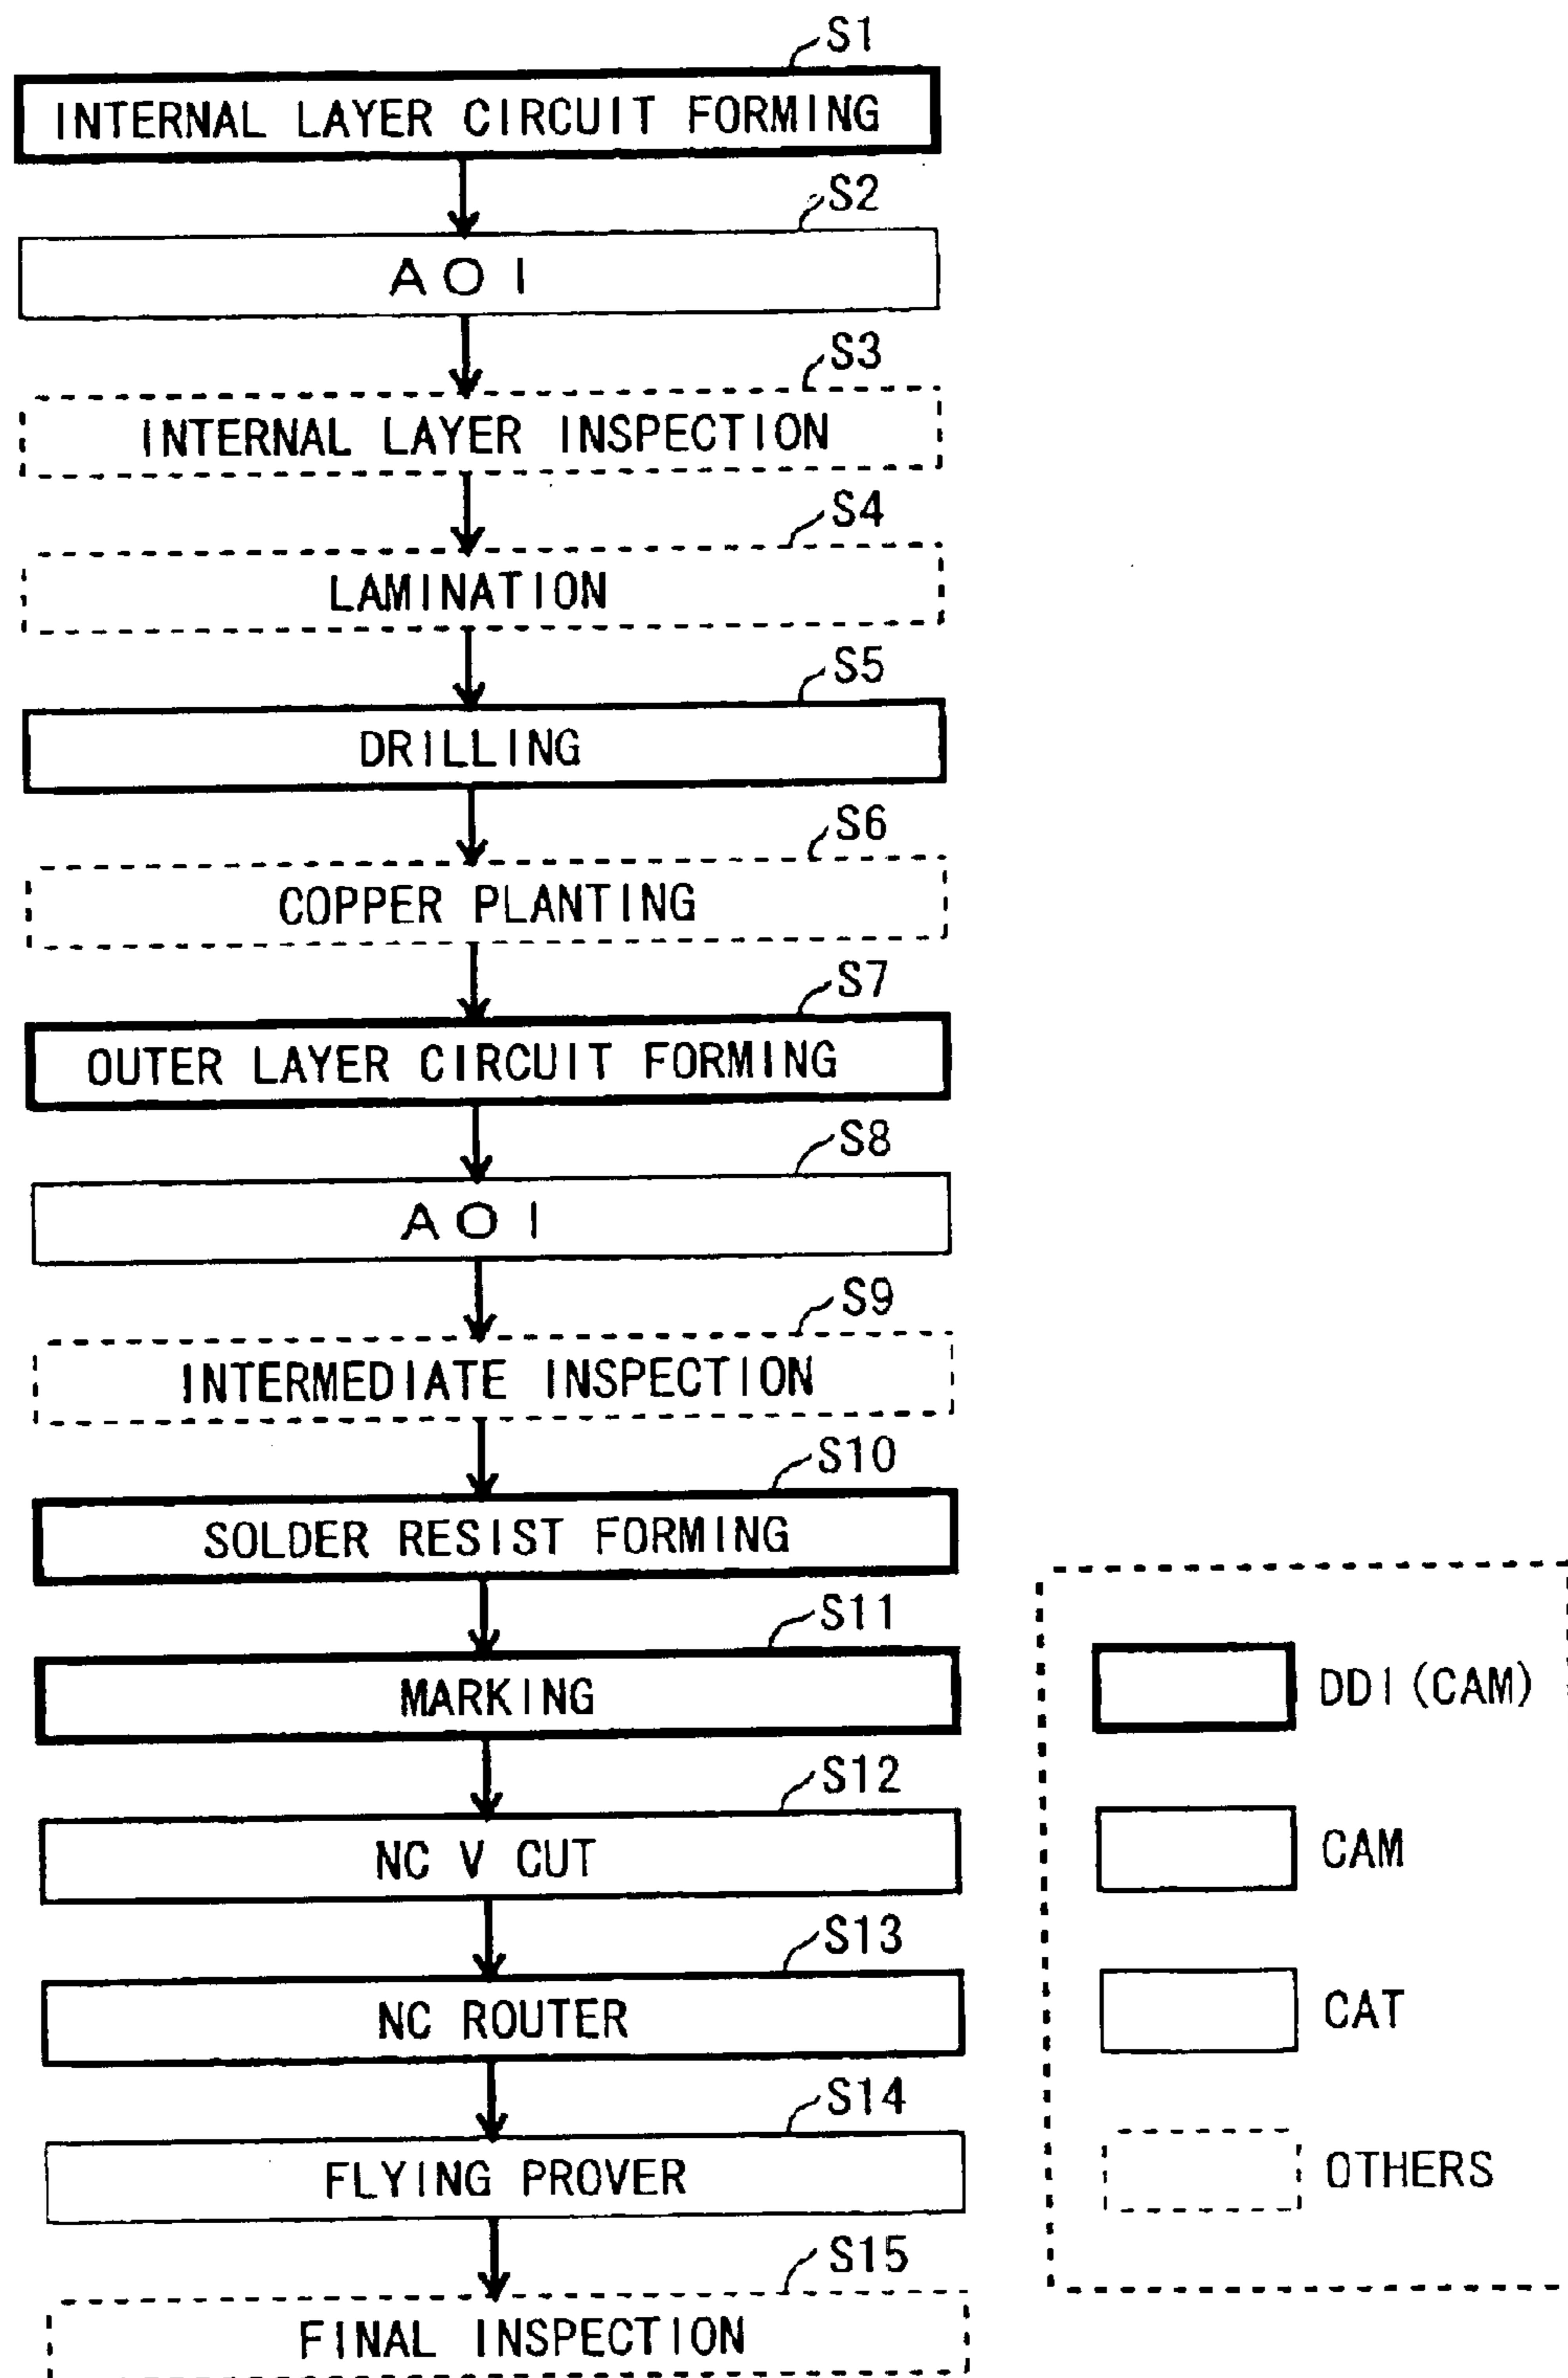 S1
INTERNAL LAYER CIRCUIT FORMING
S2
AOI
S3
INTERNAL LAYER INSPECTION
S4
LAMINATION
S5
DRILLING
S6
COPPER PLANTING
S7
OUTER LAYER CIRCUIT FORMING
S8
AOI
S9
INTERMEDIATE INSPECTION
S10
SOLDER RESIST FORMING
S11
MARKING
S12
NC V CUT
S13
NC ROUTER
S14
FLYING PROVER
S15
FINAL INSPECTION
DDI(CAM)
CAM
CAT
OTHERS